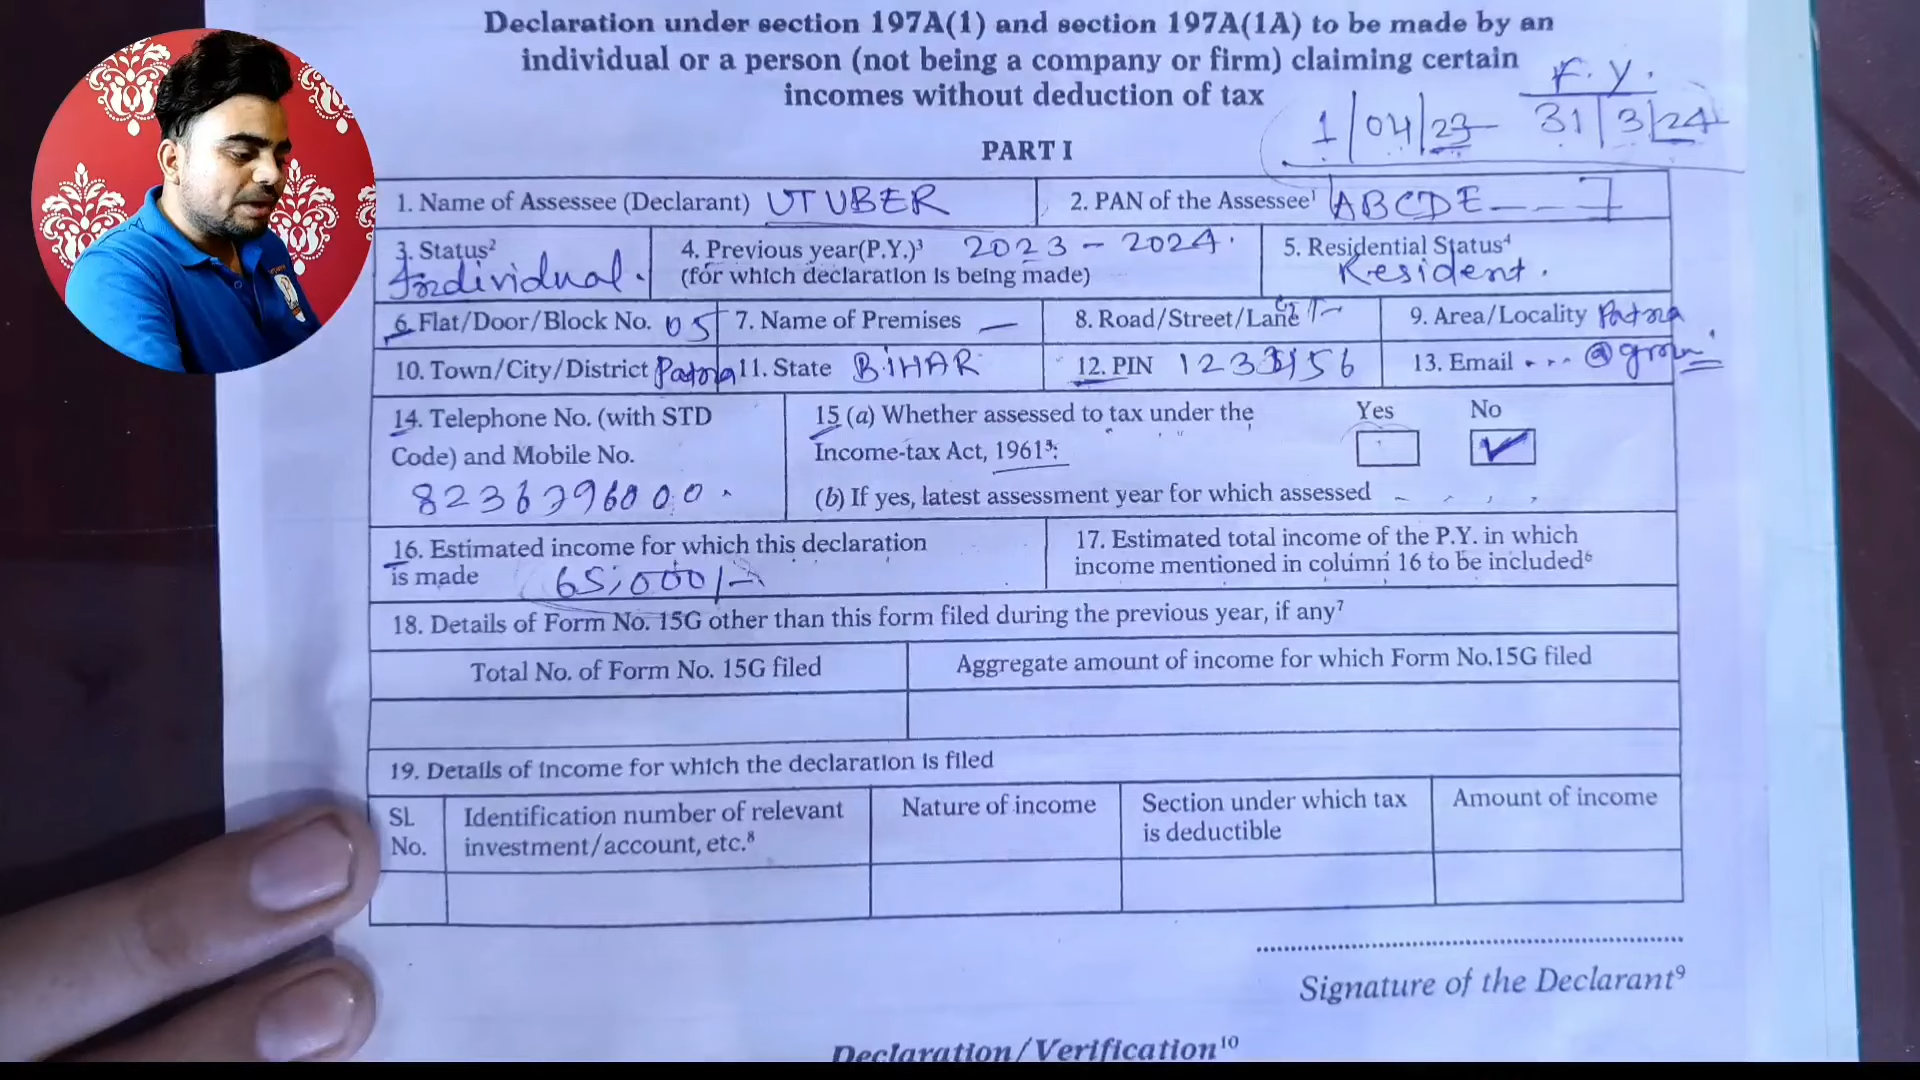 Declaration under section 197A(1) and section 197A(1A) to be made by an
individual or a person (not being a company or firm) claiming certain
incomes without deduction of tax
F.Y.
1/04/23 31/3/24
PART I
1. Name of Assessee (Declarant) UTUBER 2. PAN of the Assessee¹ ABCDE
3. Status² Individual. 4. Previous year(P.Y.)³ 2023-2024.
(for which declaration is being made)
5. Residential Status⁴
Resident.
6. Flat/Door/Block No. 05 7. Name of Premises — 8. Road/Street/Lane 9. Area/Locality Patna
10. Town/City/District Patna 11. State BIHAR 12. PIN 13. Email
14. Telephone No. (with STD
Code) and Mobile No.
15 (a) Whether assessed to tax under the
Income-tax Act, 1961⁵:
Yes No
(b) If yes, latest assessment year for which assessed
16. Estimated income for which this declaration
is made 65,000/-
17. Estimated total income of the P.Y. in which
income mentioned in column 16 to be included⁶
18. Details of Form No. 15G other than this form filed during the previous year, if any⁷
Total No. of Form No. 15G filed Aggregate amount of income for which Form No.15G filed
19. Details of income for which the declaration is filed
Sl.
No.
Identification number of relevant
investment/account, etc.⁸
Nature of income
Section under which tax
is deductible
Amount of income
Signature of the Declarant⁹
Declaration/Verification¹⁰